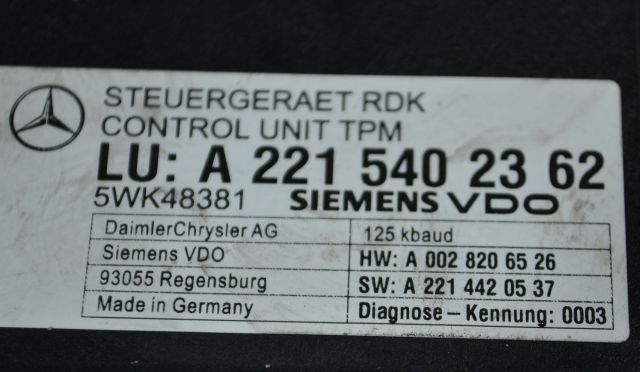 STEUERGERAET RDK
CONTROL UNIT TPM
LU: A 221 540 23 62
5WK48381 SIEMENS VDO
DaimlerChrysler AG 125 kbaud
Siemens VDO HW: A 002 820 65 26
93055 Regensburg SW: A 221 442 05 37
Made in Germany Diagnose – Kennung: 0003